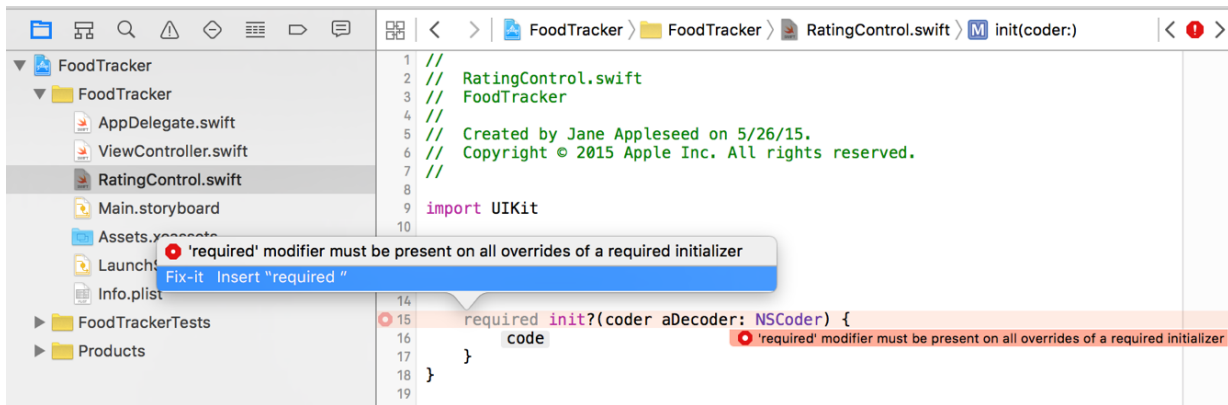 FoodTracker 〉 FoodTracker 〉 RatingControl.swift 〉 M init(coder:)
FoodTracker
FoodTracker
AppDelegate.swift
ViewController.swift
RatingControl.swift
Main.storyboard
Assets.xcassets
Launch
Info.plist
FoodTrackerTests
Products
1 //
2 // RatingControl.swift
3 // FoodTracker
4 //
5 // Created by Jane Appleseed on 5/26/15.
6 // Copyright © 2015 Apple Inc. All rights reserved.
7 //
8
9 import UIKit
10
'required' modifier must be present on all overrides of a required initializer
Fix-it Insert "required "
14
15 required init?(coder aDecoder: NSCoder) {
16 code
'required' modifier must be present on all overrides of a required initializer
17 }
18 }
19